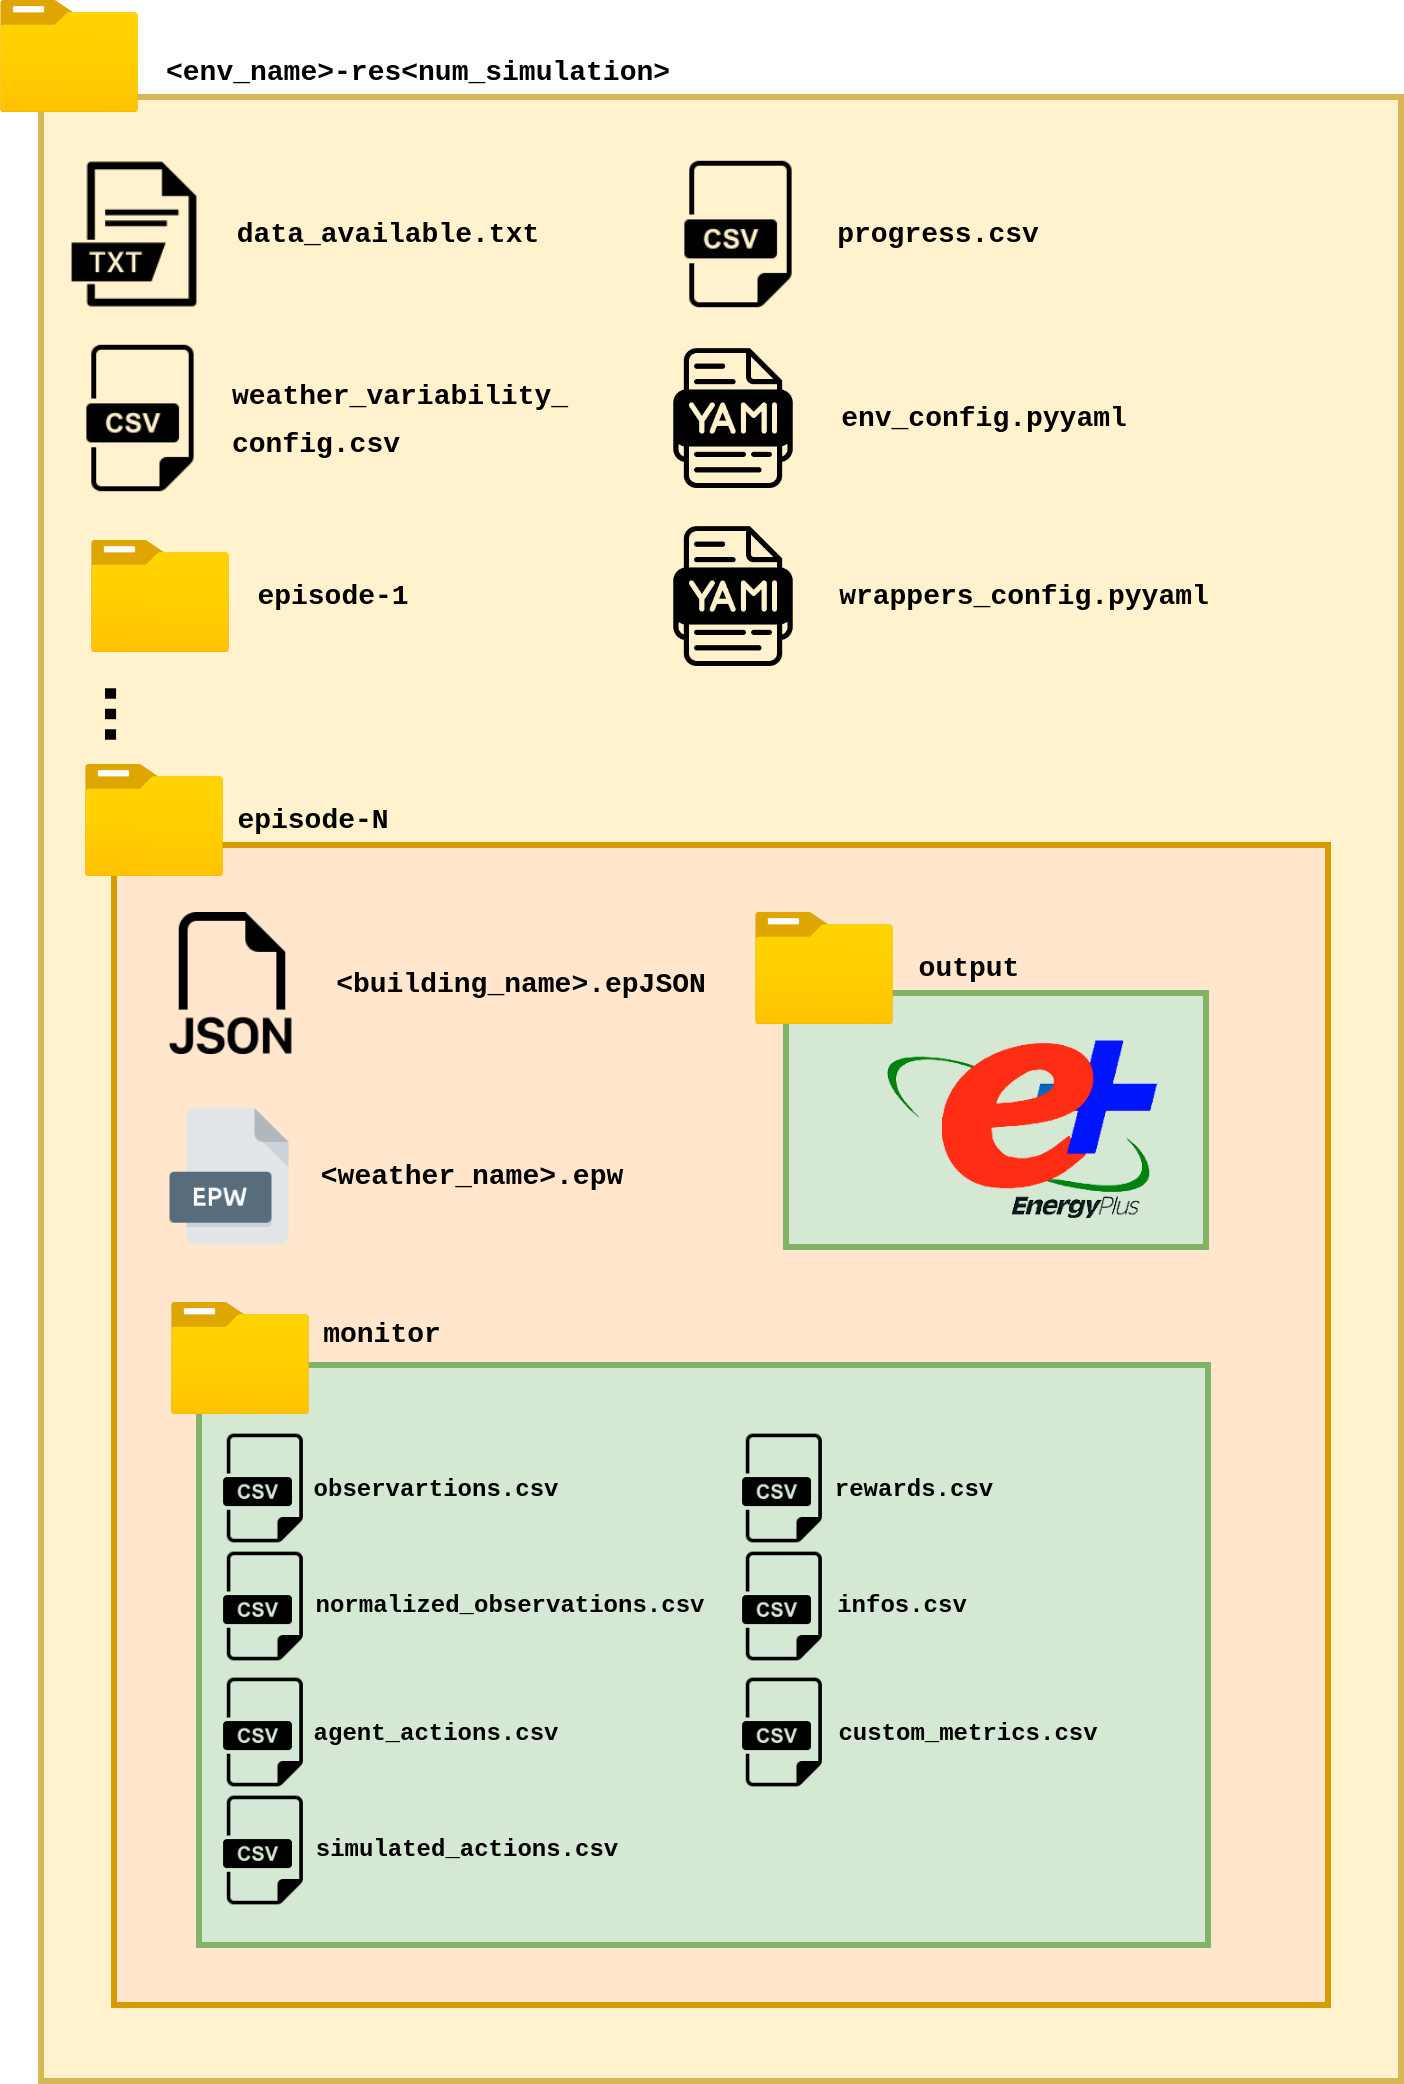 <env_name>-res<num_simulation>
TXT
data_available.txt
CSV
progress.csv
CSV
weather_variability_
config.csv
YAMl
env_config.pyyaml
episode-1
YAMl
wrappers_config.pyyaml
episode-N
JSON
<building_name>.epJSON
output
e+
EnergyPlus
EPW
<weather_name>.epw
monitor
CSV
observartions.csv
CSV
rewards.csv
CSV
normalized_observations.csv
CSV
infos.csv
CSV
agent_actions.csv
CSV
custom_metrics.csv
CSV
simulated_actions.csv